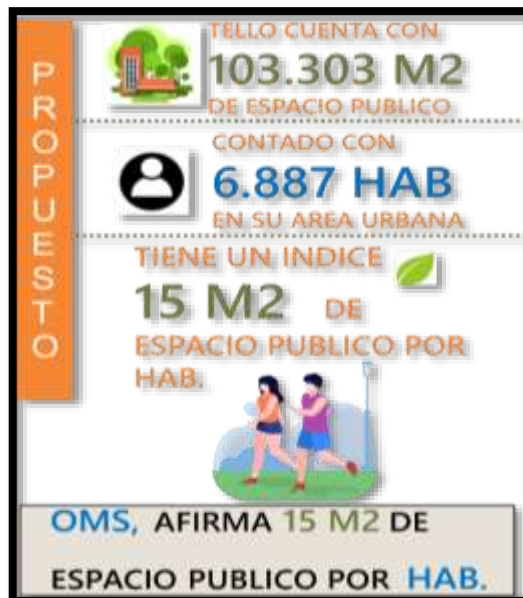 PROPUESTO
TELLO CUENTA CON
103.303 M2
DE ESPACIO PUBLICO
CONTADO CON
6.887 HAB
EN SU AREA URBANA
TIENE UN INDICE
15 M2 DE
ESPACIO PUBLICO POR
HAB.
OMS, AFIRMA 15 M2 DE
ESPACIO PUBLICO POR HAB.